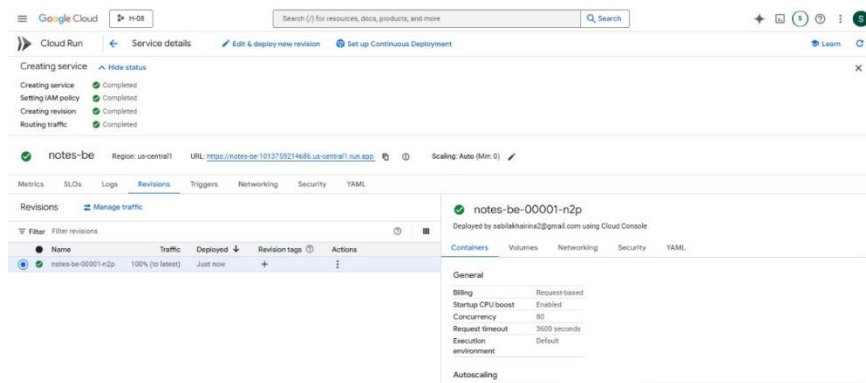 Google Cloud H-03 Search (/) for resources, docs, products, and more Search S S
Cloud Run Service details Edit & deploy new revision Set up Continuous Deployment Learn
Creating service Hide status
Creating service Completed
Setting IAM policy Completed
Creating revision Completed
Routing traffic Completed
notes-be Region: us-central1 URL: https://notes-be-1013759214686.us-central1.run.app Scaling: Auto (Min: 0)
Metrics SLOs Logs Revisions Triggers Networking Security YAML
Revisions Manage traffic
Filter Filter revisions
Name Traffic Deployed Revision tags Actions
notes-be-00001-n2p 100% (to latest) Just now
notes-be-00001-n2p
Deployed by sabilakhairina2@gmail.com using Cloud Console
Containers Volumes Networking Security YAML
General
Billing Request-based
Startup CPU boost Enabled
Concurrency 80
Request timeout 3600 seconds
Execution environment Default
Autoscaling